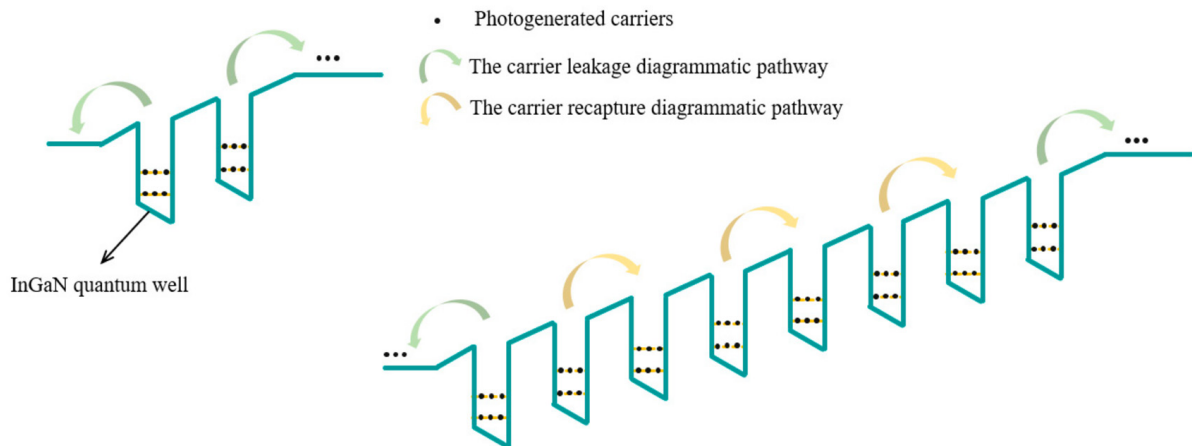 Photogenerated carriers
The carrier leakage diagrammatic pathway
The carrier recapture diagrammatic pathway
InGaN quantum well